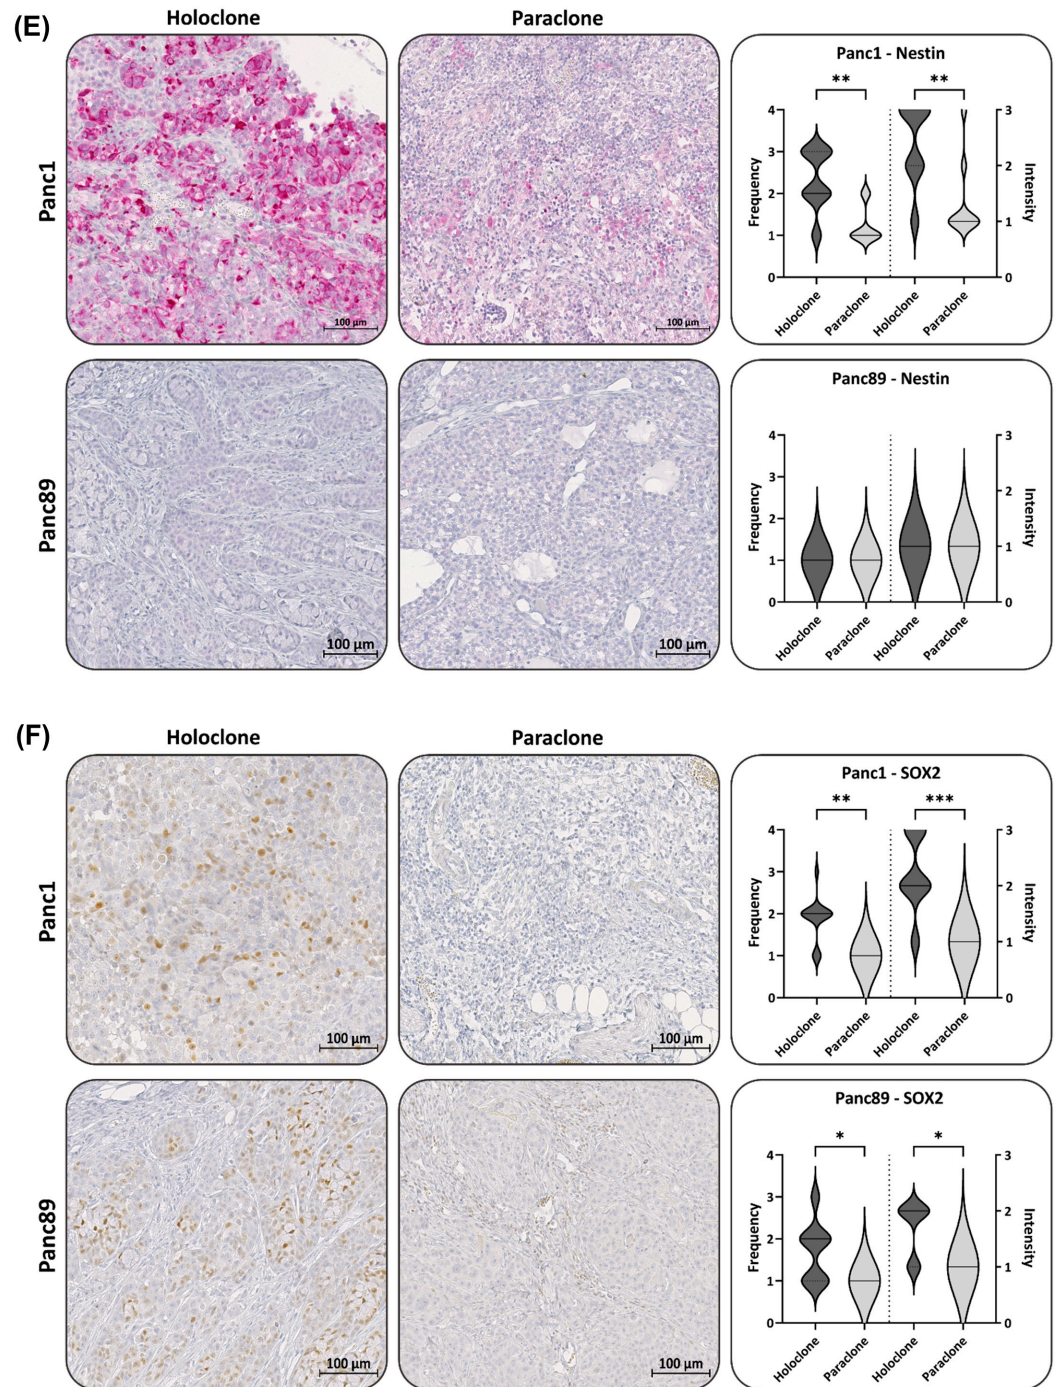 (E)
Holoclone
Paraclone
Panc1
100 µm
100 µm
Panc1 - Nestin
** **
Frequency
4
3
2
1
0
Intensity
3
2
1
0
Holoclone
Paraclone
Holoclone
Paraclone
Panc89
100 µm
100 µm
Panc89 - Nestin
Frequency
4
3
2
1
0
Intensity
3
2
1
0
Holoclone
Paraclone
Holoclone
Paraclone
(F)
Holoclone
Paraclone
Panc1
100 µm
100 µm
Panc1 - SOX2
** ***
Frequency
4
3
2
1
0
Intensity
3
2
1
0
Holoclone
Paraclone
Holoclone
Paraclone
Panc89
100 µm
100 µm
Panc89 - SOX2
* *
Frequency
4
3
2
1
0
Intensity
3
2
1
0
Holoclone
Paraclone
Holoclone
Paraclone